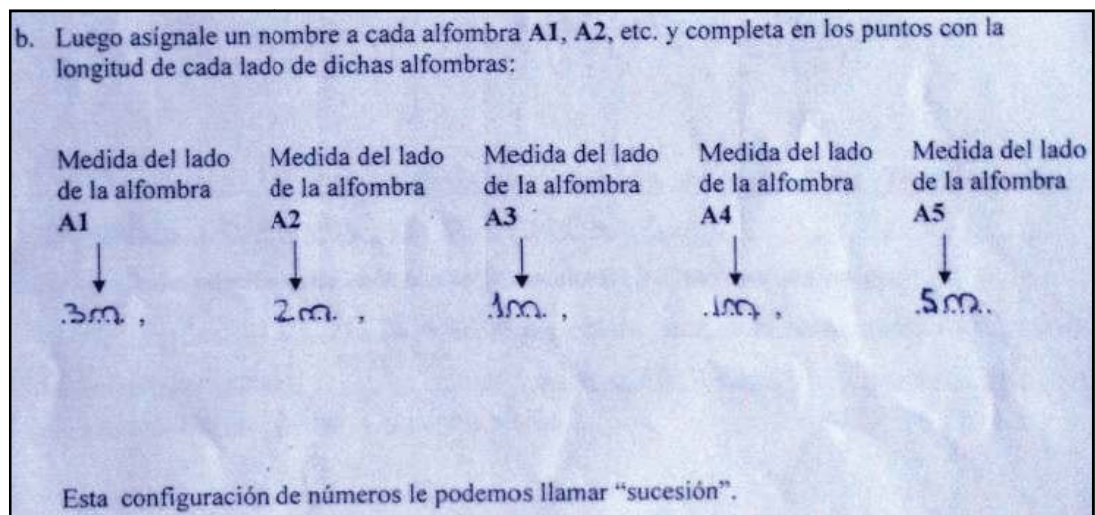 b. Luego asígnale un nombre a cada alfombra A1, A2, etc. y completa en los puntos con la
longitud de cada lado de dichas alfombras:
Medida del lado Medida del lado Medida del lado Medida del lado Medida del lado
de la alfombra de la alfombra de la alfombra de la alfombra de la alfombra
A1 A2 A3 A4 A5
.3m. , 2m. , .1m. , .1m. , .5m.
Esta configuración de números le podemos llamar “sucesión”.